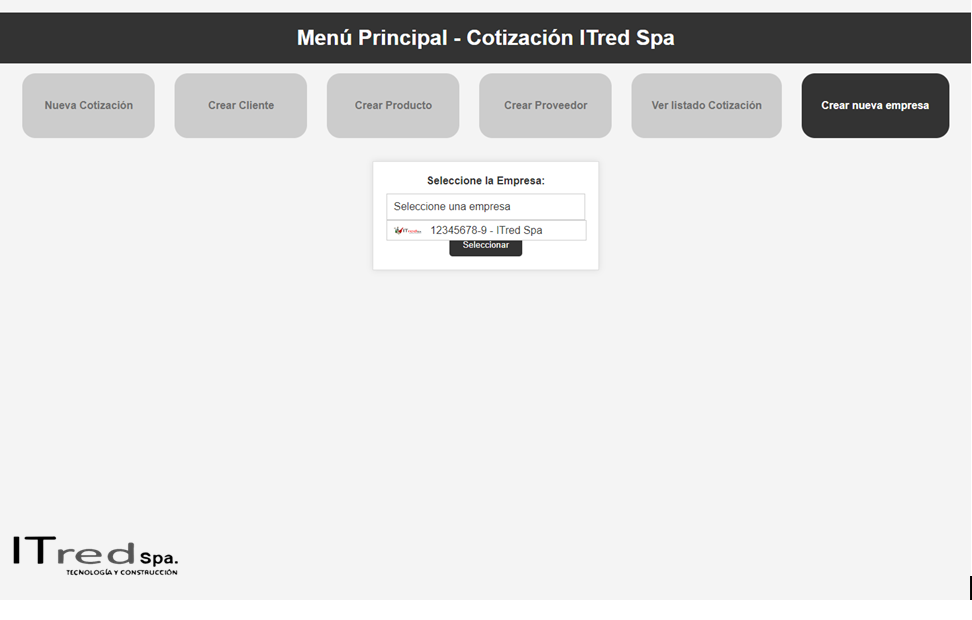 Menú Principal - Cotización ITred Spa
Nueva Cotización
Crear Cliente
Crear Producto
Crear Proveedor
Ver listado Cotización
Crear nueva empresa
Seleccione la Empresa:
Seleccione una empresa
12345678-9 - ITred Spa
Seleccionar
ITred Spa.
TECNOLOGÍA Y CONSTRUCCIÓN